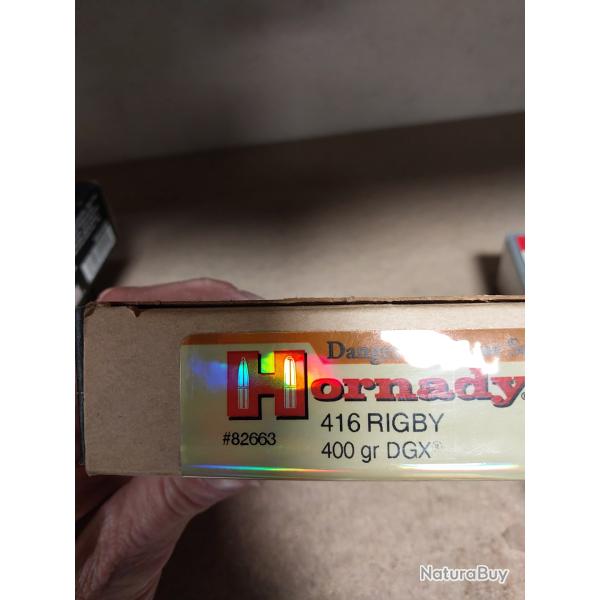 Hornady
416 RIGBY
#82663
400 gr DGX®
NaturaBuy